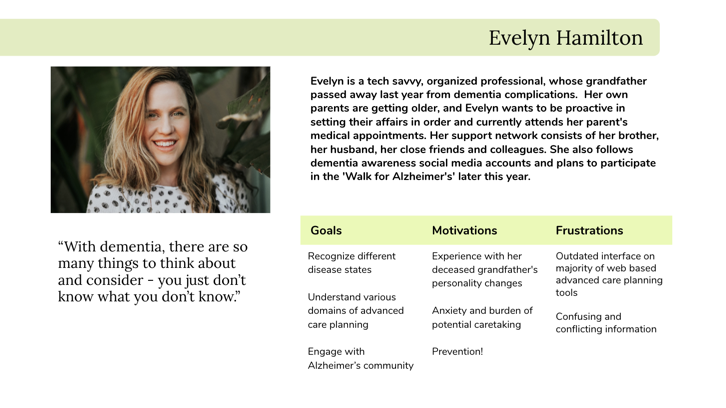 Evelyn Hamilton
Evelyn is a tech savvy, organized professional, whose grandfather
passed away last year from dementia complications.  Her own
parents are getting older, and Evelyn wants to be proactive in
setting their affairs in order and currently attends her parent's
medical appointments. Her support network consists of her brother,
her husband, her close friends and colleagues. She also follows
dementia awareness social media accounts and plans to participate
in the 'Walk for Alzheimer's' later this year.
“With dementia, there are so
many things to think about
and consider - you just don’t
know what you don’t know.”
Goals
Recognize different
disease states
Understand various
domains of advanced
care planning
Engage with
Alzheimer’s community
Motivations
Experience with her
deceased grandfather's
personality changes
Anxiety and burden of
potential caretaking
Prevention!
Frustrations
Outdated interface on
majority of web based
advanced care planning
tools
Confusing and
conflicting information